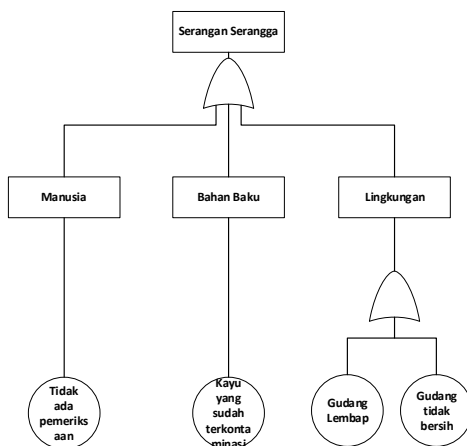 Serangan Serangga
Manusia
Bahan Baku
Lingkungan
Tidak
ada
pemeriks
aan
Kayu
yang
sudah
terkonta
minasi
Gudang
Lembap
Gudang
tidak
bersih